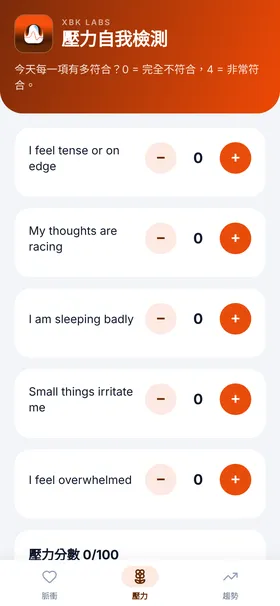 XBK LABS
壓力自我檢測
今天每一項有多符合？0 = 完全不符合，4 = 非常符
合。
I feel tense or on
edge
− 0 +
My thoughts are
racing
− 0 +
I am sleeping badly
− 0 +
Small things irritate
me
− 0 +
I feel overwhelmed
− 0 +
壓力分數 0/100
脈衝
壓力
趨勢